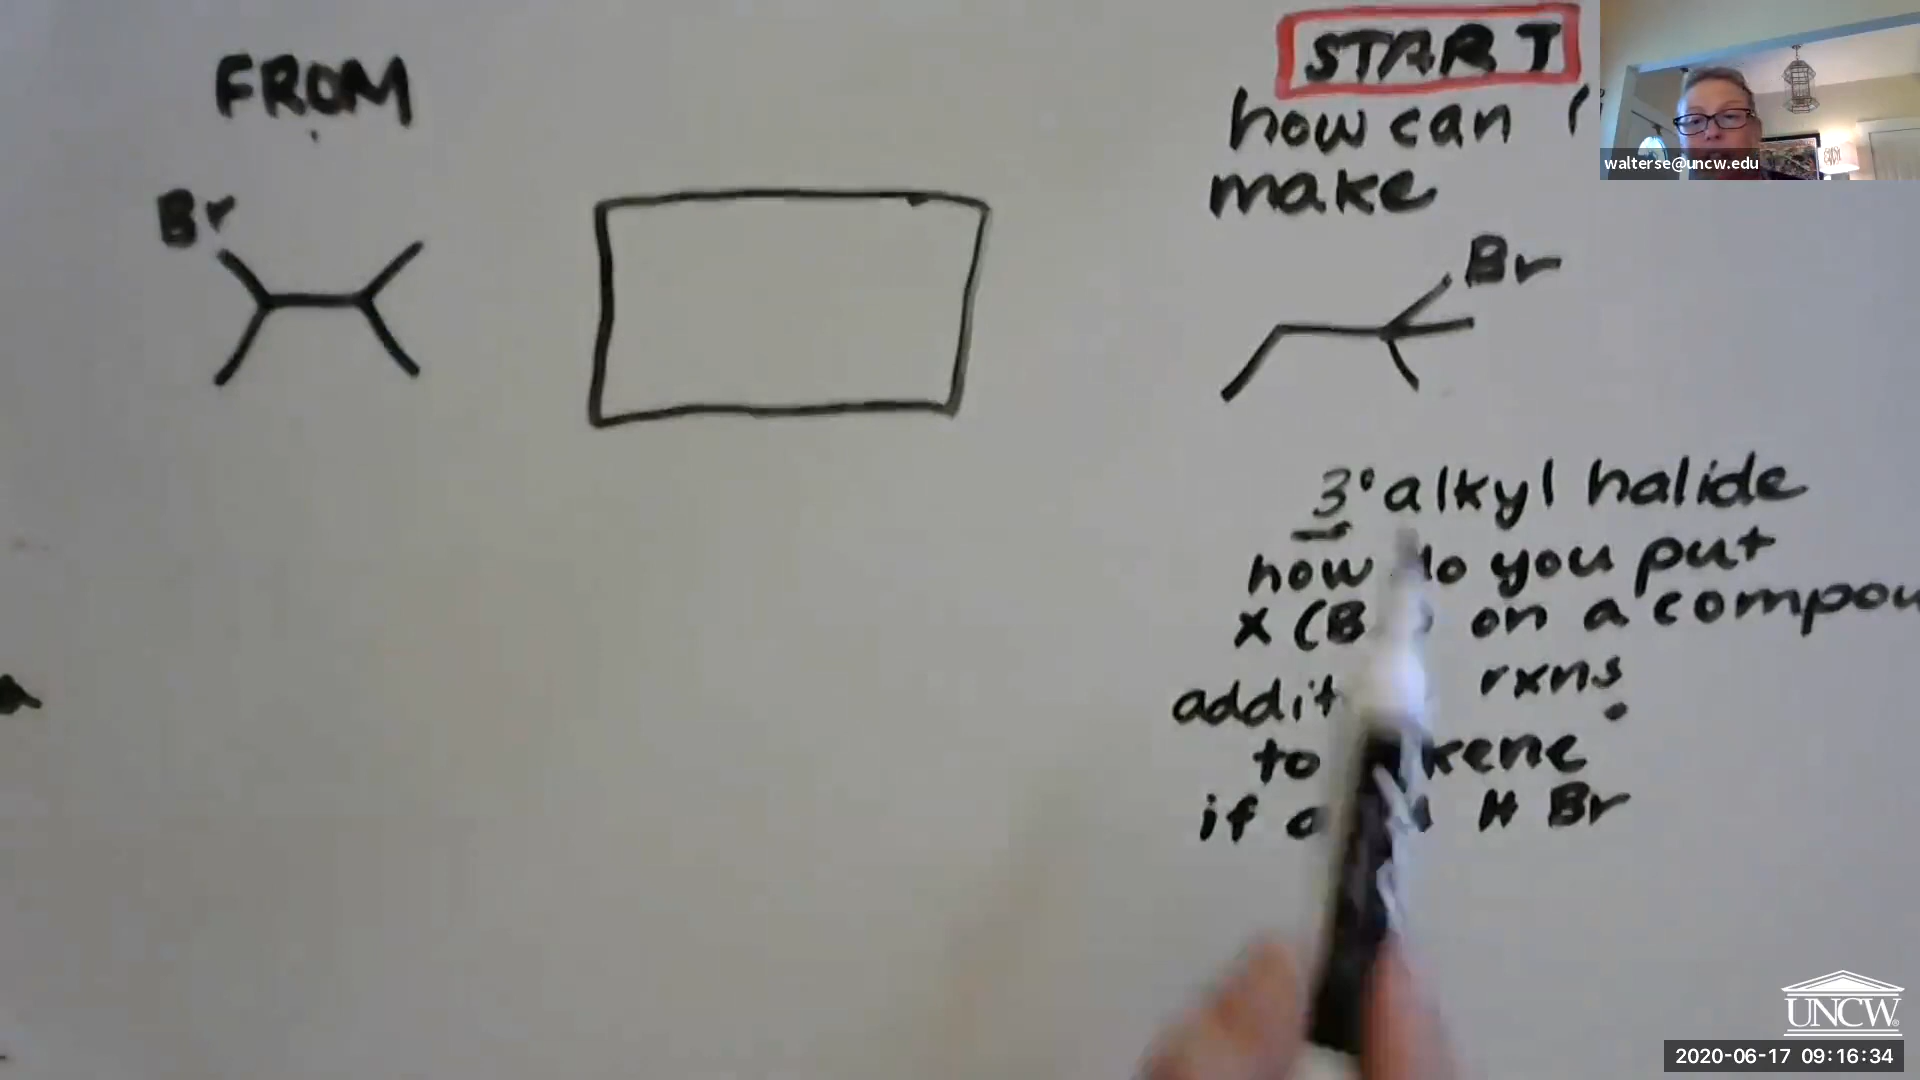 FROM
Br
START
how can
make
Br
walterse@uncw.edu
3° alkyl halide
how do you put
X (B on a compou
addit rxns
to kene
if H Br
UNCW
2020-06-17 09:16:34